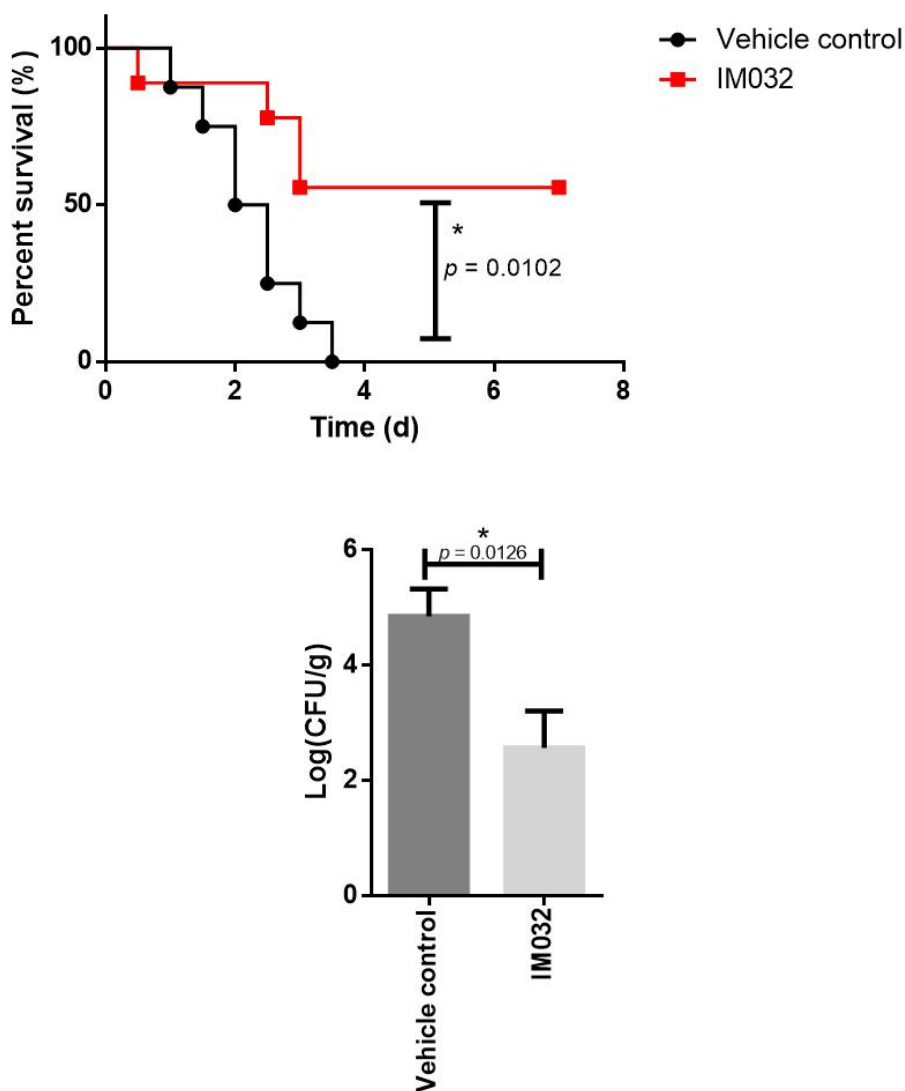 Percent survival (%)
100
50
0
0 2 4 6 8
Time (d)
Vehicle control
IM032
*
p = 0.0102
Log(CFU/g)
6
4
2
0
*
p = 0.0126
Vehicle control
IM032